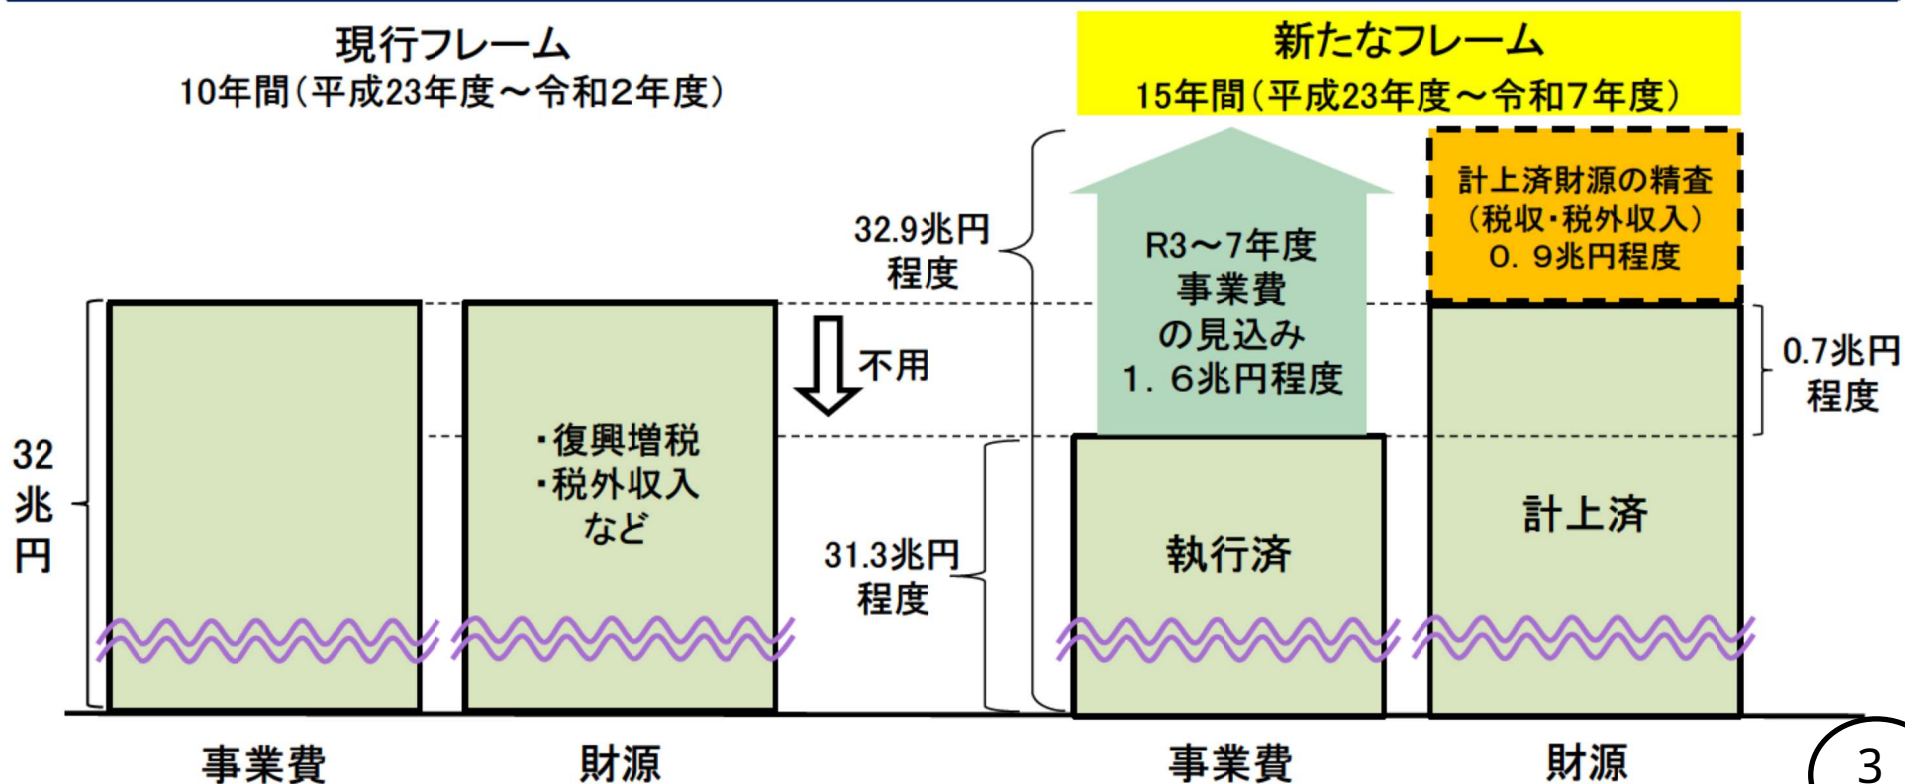 現行フレーム
10年間(平成23年度～令和２年度)
32
兆
円
・復興増税
・税外収入
など
不用
事業費
財源
新たなフレーム
15年間(平成23年度～令和７年度)
32.9兆円
程度
R3～7年度
事業費
の見込み
１．６兆円程度
計上済財源の精査
(税収・税外収入)
０．９兆円程度
0.7兆円
程度
31.3兆円
程度
執行済
計上済
事業費
財源
3